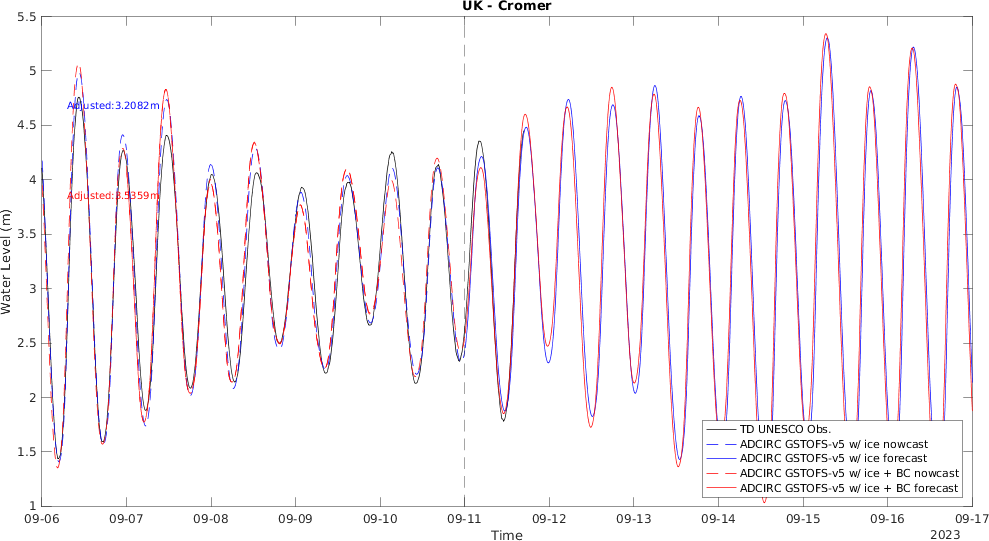 UK - Cromer
5.5
5
4.5
4
3.5
3
2.5
2
1.5
1
Water Level (m)
Adjusted:3.2082m
Adjusted:3.5359m
TD UNESCO Obs.
ADCIRC GSTOFS-v5 w/ ice nowcast
ADCIRC GSTOFS-v5 w/ ice forecast
ADCIRC GSTOFS-v5 w/ ice + BC nowcast
ADCIRC GSTOFS-v5 w/ ice + BC forecast
09-06 09-07 09-08 09-09 09-10 09-11 09-12 09-13 09-14 09-15 09-16 09-17
Time
2023